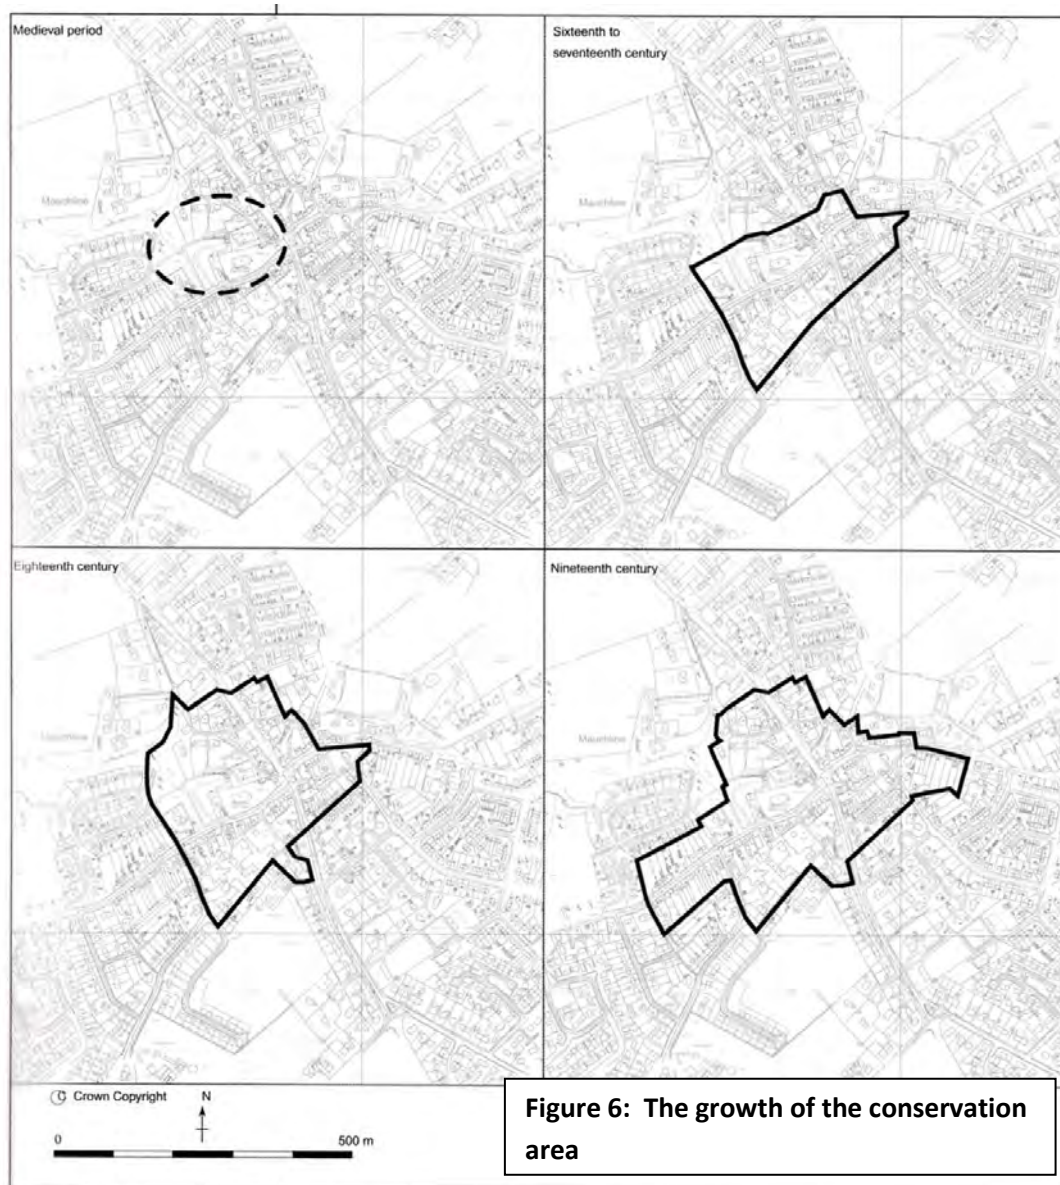 Medieval period
Sixteenth to
seventeenth century
Mauchline
Mauchline
Eighteenth century
Nineteenth century
Mauchline
Mauchline
© Crown Copyright
N
0
500 m
Figure 6: The growth of the conservation
area